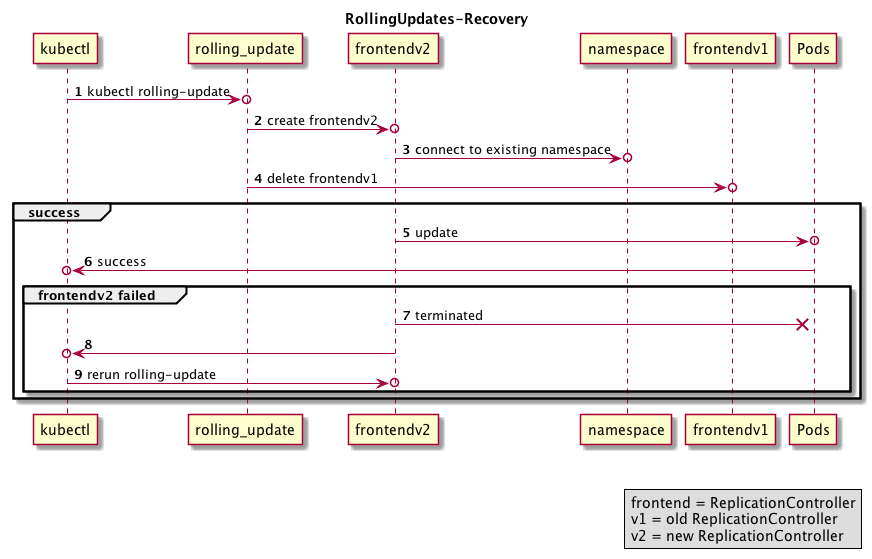 RollingUpdates-Recovery
kubectl rolling_update frontendv2 namespace frontendv1 Pods
1 kubectl rolling-update
2 create frontendv2
3 connect to existing namespace
4 delete frontendv1
success
5 update
6 success
frontendv2 failed
7 terminated
8
9 rerun rolling-update
kubectl rolling_update frontendv2 namespace frontendv1 Pods
frontend = ReplicationController
v1 = old ReplicationController
v2 = new ReplicationController